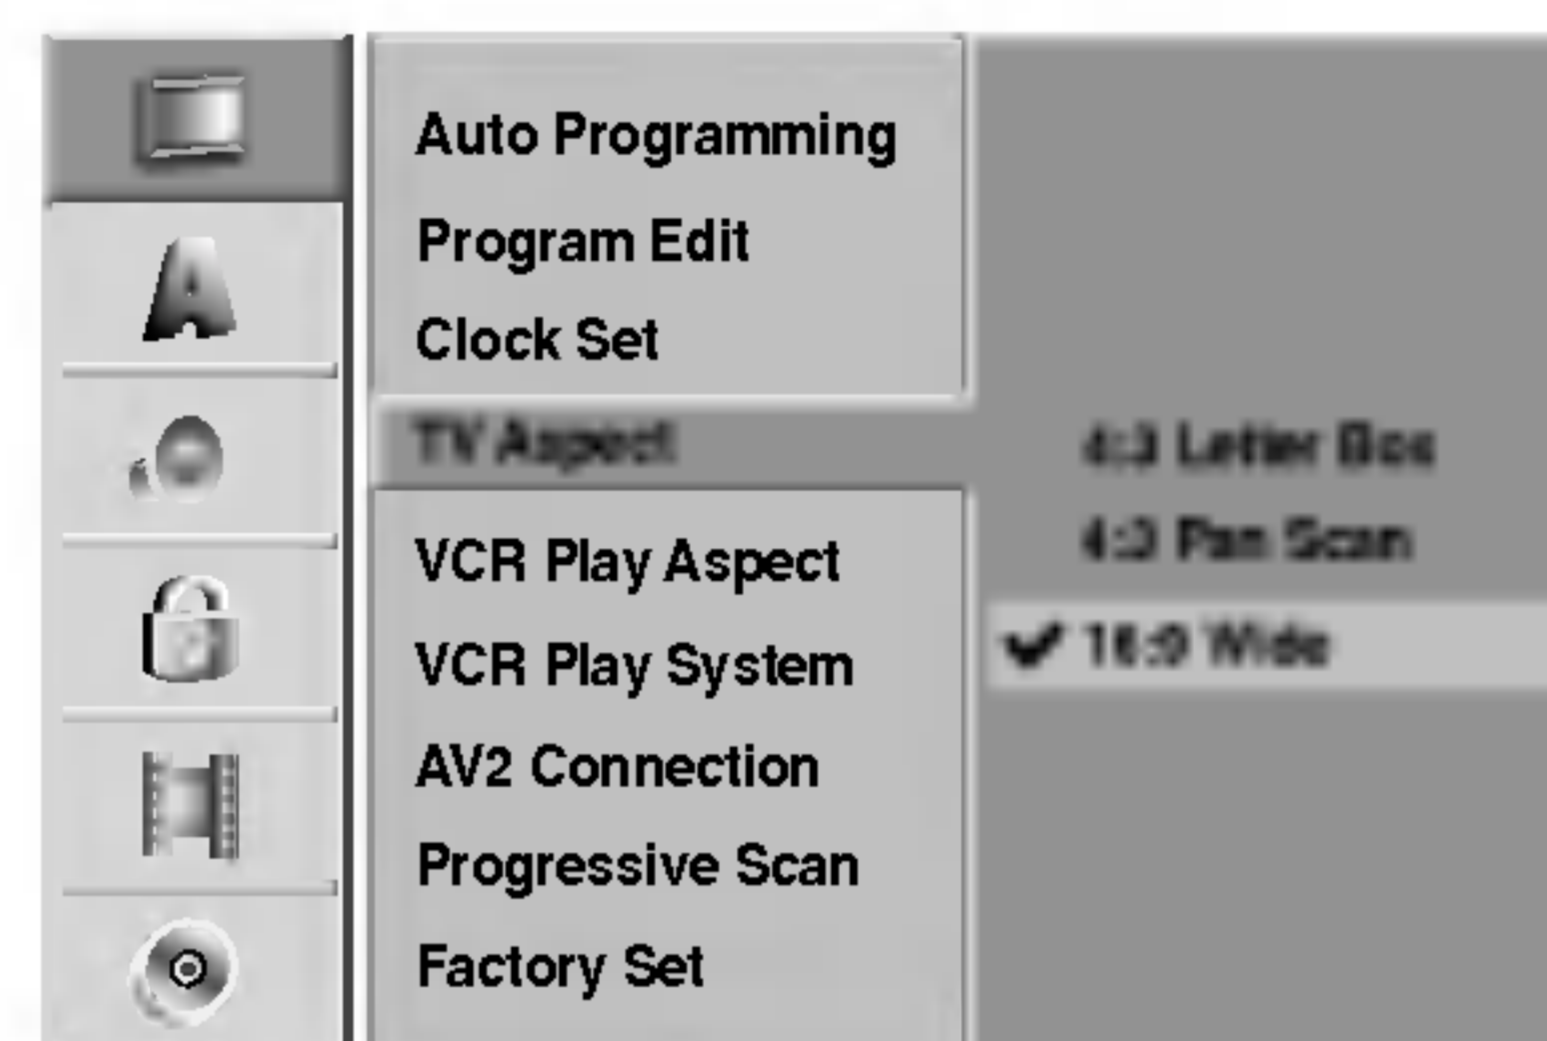 Auto Programming
Program Edit
Clock Set
TV Aspect
4:3 Letter Box
4:3 Pan Scan
16:9 Wide
VCR Play Aspect
VCR Play System
AV2 Connection
Progressive Scan
Factory Set